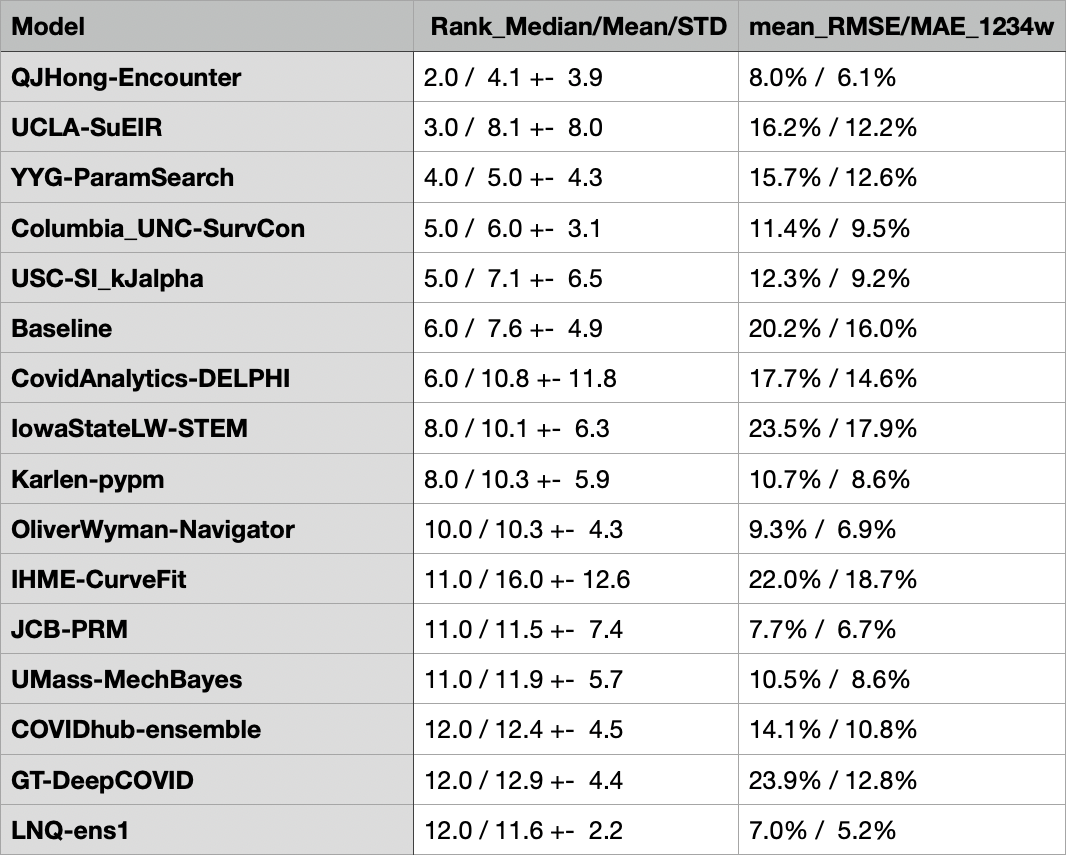 Model Rank_Median/Mean/STD mean_RMSE/MAE_1234w
QJHong-Encounter 2.0 / 4.1 +- 3.9 8.0% / 6.1%
UCLA-SuEIR 3.0 / 8.1 +- 8.0 16.2% / 12.2%
YYG-ParamSearch 4.0 / 5.0 +- 4.3 15.7% / 12.6%
Columbia_UNC-SurvCon 5.0 / 6.0 +- 3.1 11.4% / 9.5%
USC-SI_kJalpha 5.0 / 7.1 +- 6.5 12.3% / 9.2%
Baseline 6.0 / 7.6 +- 4.9 20.2% / 16.0%
CovidAnalytics-DELPHI 6.0 / 10.8 +- 11.8 17.7% / 14.6%
IowaStateLW-STEM 8.0 / 10.1 +- 6.3 23.5% / 17.9%
Karlen-pypm 8.0 / 10.3 +- 5.9 10.7% / 8.6%
OliverWyman-Navigator 10.0 / 10.3 +- 4.3 9.3% / 6.9%
IHME-CurveFit 11.0 / 16.0 +- 12.6 22.0% / 18.7%
JCB-PRM 11.0 / 11.5 +- 7.4 7.7% / 6.7%
UMass-MechBayes 11.0 / 11.9 +- 5.7 10.5% / 8.6%
COVIDhub-ensemble 12.0 / 12.4 +- 4.5 14.1% / 10.8%
GT-DeepCOVID 12.0 / 12.9 +- 4.4 23.9% / 12.8%
LNQ-ens1 12.0 / 11.6 +- 2.2 7.0% / 5.2%